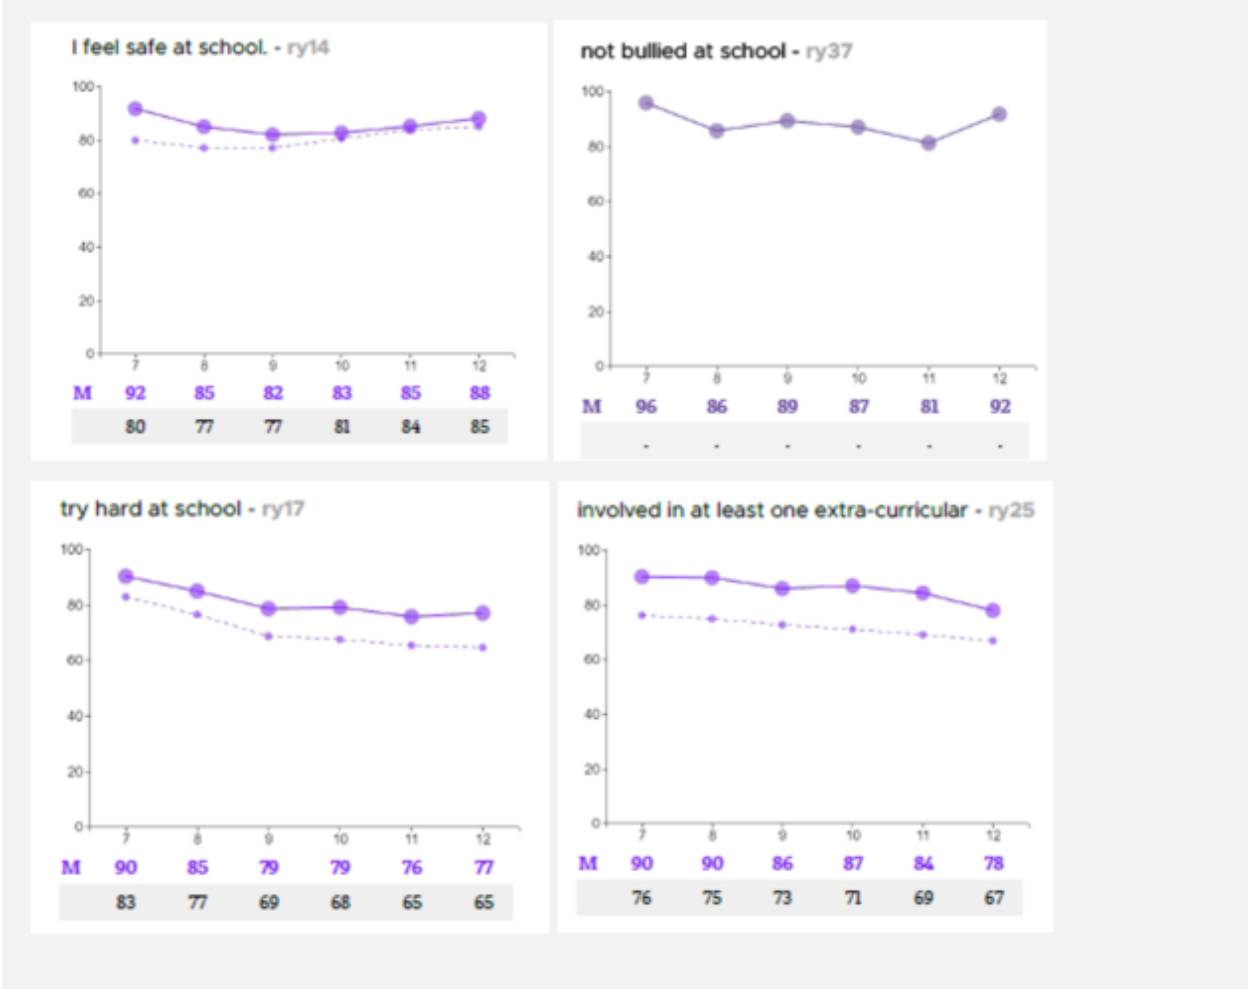 I feel safe at school. - ry14
100
80
60
40
20
0
7 8 9 10 11 12
M 92 85 82 83 85 88
80 77 77 81 84 85
not bullied at school - ry37
100
80
60
40
20
0
7 8 9 10 11 12
M 96 86 89 87 81 92
- - - - - -
try hard at school - ry17
100
80
60
40
20
0
7 8 9 10 11 12
M 90 85 79 79 76 77
83 77 69 68 65 65
involved in at least one extra-curricular - ry25
100
80
60
40
20
0
7 8 9 10 11 12
M 90 90 86 87 84 78
76 75 73 71 69 67